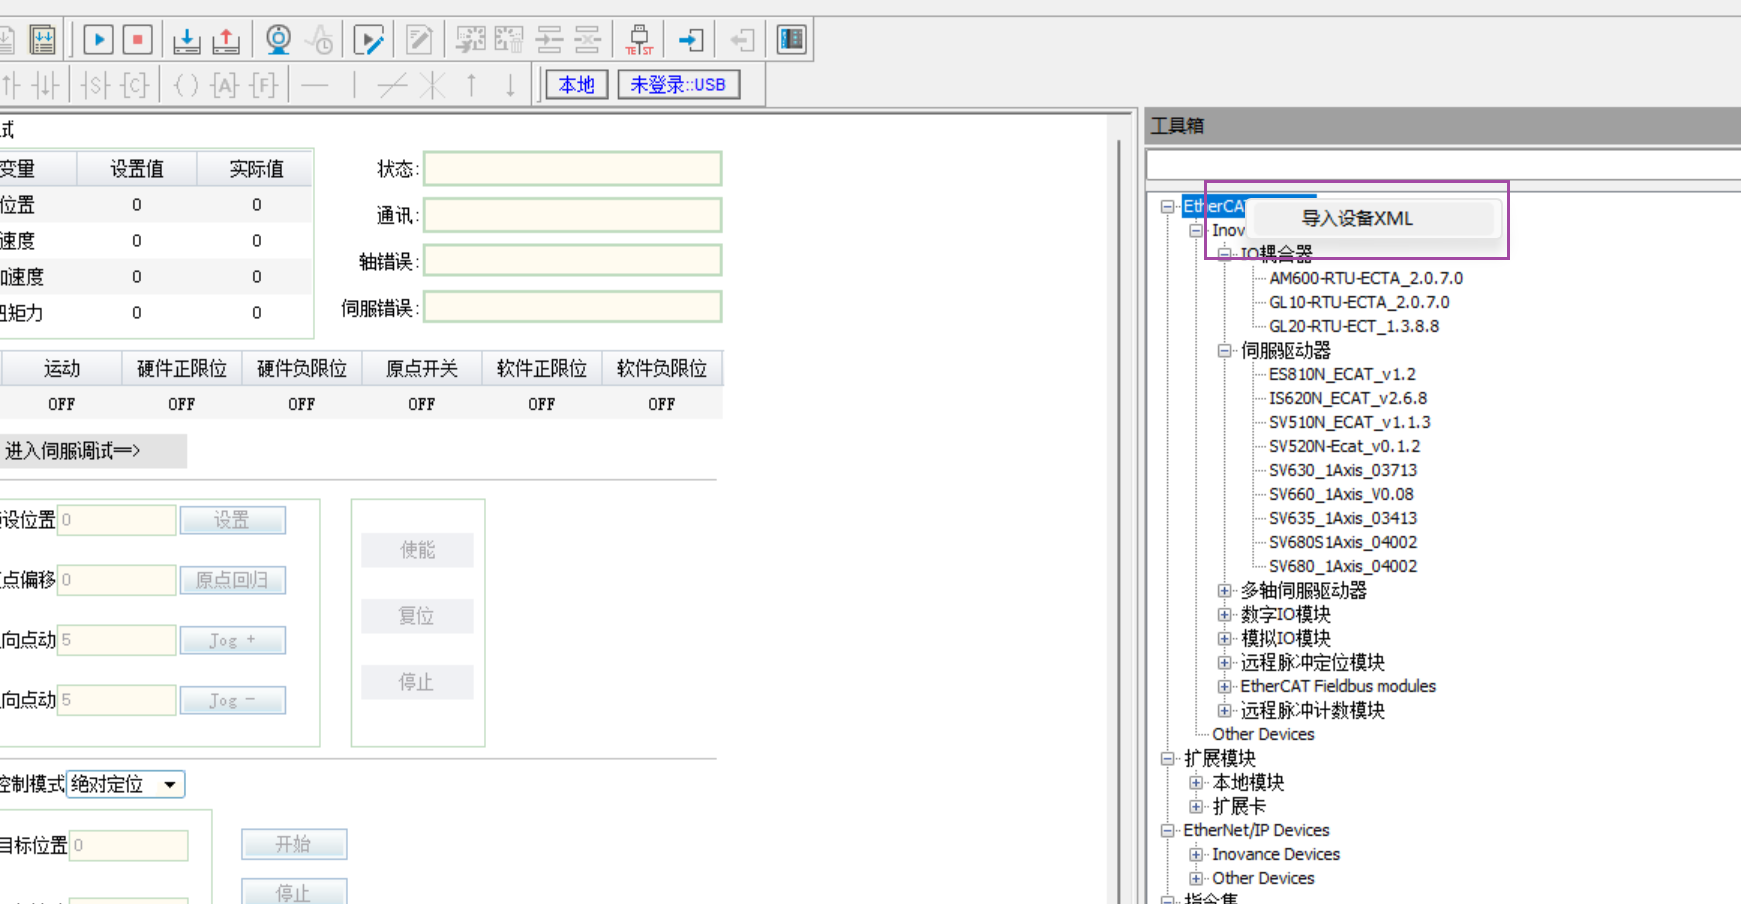 TEST
S C A F
本地 未登录::USB
式
工具箱
变量 设置值 实际值
位置 0 0
速度 0 0
加速度 0 0
扭矩力 0 0
状态:
通讯:
轴错误:
伺服错误:
运动 硬件正限位 硬件负限位 原点开关 软件正限位 软件负限位
OFF OFF OFF OFF OFF OFF
进入伺服调试==>
设位置 0 设置
点偏移 0 原点回归
向点动 5 Jog +
向点动 5 Jog -
使能
复位
停止
控制模式 绝对定位
目标位置 0 开始
停止
EtherCA
导入设备XML
Inov
IO耦合器
AM600-RTU-ECTA_2.0.7.0
GL10-RTU-ECTA_2.0.7.0
GL20-RTU-ECT_1.3.8.8
伺服驱动器
ES810N_ECAT_v1.2
IS620N_ECAT_v2.6.8
SV510N_ECAT_v1.1.3
SV520N-Ecat_v0.1.2
SV630_1Axis_03713
SV660_1Axis_V0.08
SV635_1Axis_03413
SV680S1Axis_04002
SV680_1Axis_04002
多轴伺服驱动器
数字IO模块
模拟IO模块
远程脉冲定位模块
EtherCAT Fieldbus modules
远程脉冲计数模块
Other Devices
扩展模块
本地模块
扩展卡
EtherNet/IP Devices
Inovance Devices
Other Devices
指令集